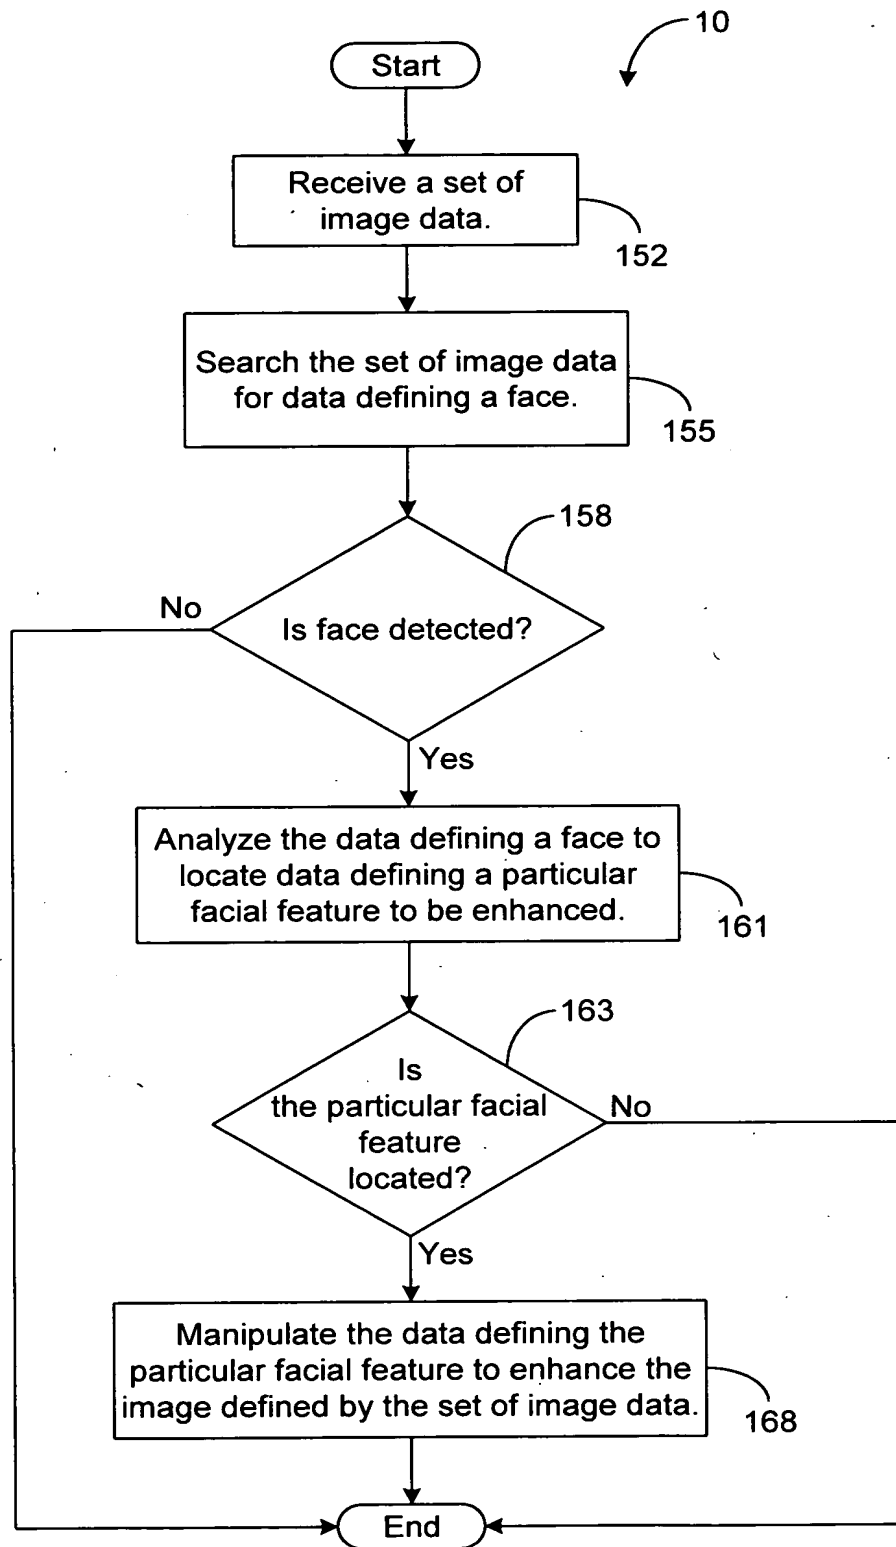 10
Start
Receive a set of
image data.
152
Search the set of image data
for data defining a face.
155
158
No
Is face detected?
Yes
Analyze the data defining a face to
locate data defining a particular
facial feature to be enhanced.
161
163
Is
the particular facial
feature
located?
No
Yes
Manipulate the data defining the
particular facial feature to enhance the
image defined by the set of image data.
168
End